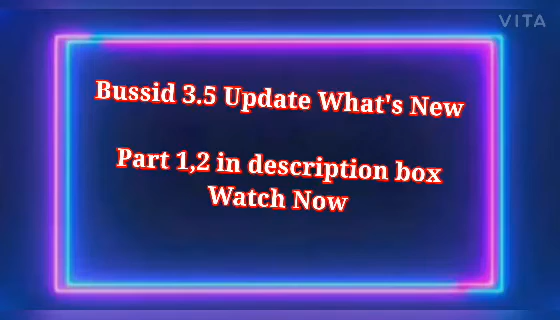 VITA
Bussid 3.5 Update What's New
Part 1,2 in description box
Watch Now